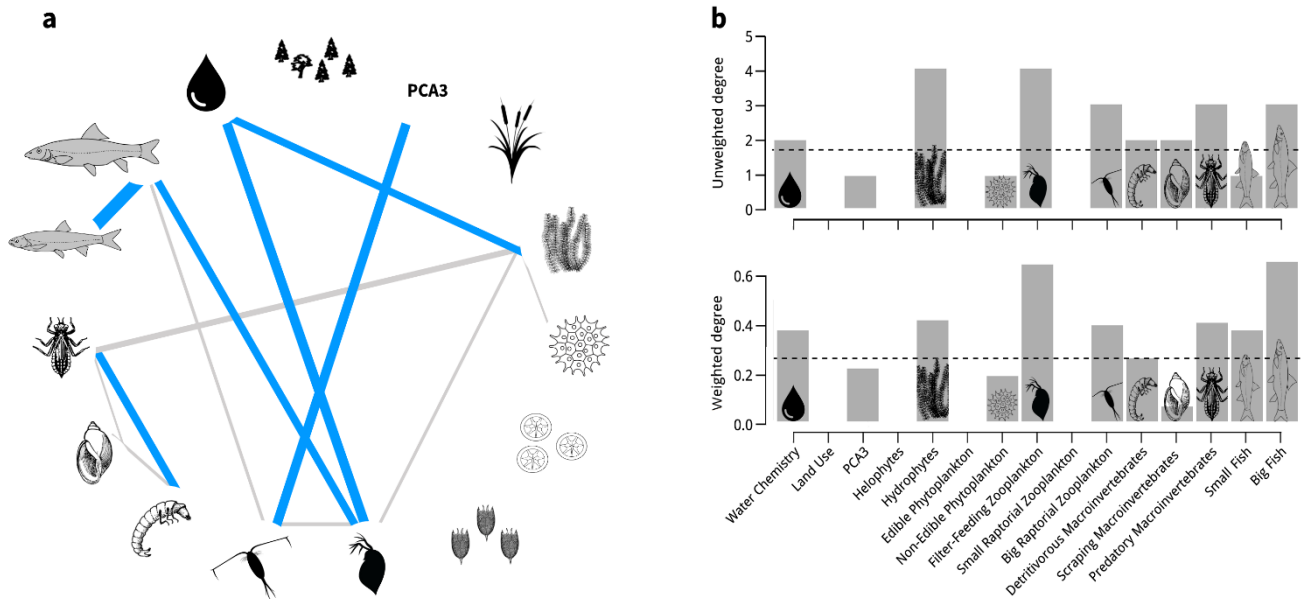 a
PCA3
b
Unweighted degree
5
4
3
2
1
0
Weighted degree
0.6
0.4
0.2
0.0
Water Chemistry
Land Use
PCA3
Helophytes
Hydrophytes
Edible Phytoplankton
Non-Edible Phytoplankton
Filter-Feeding Zooplankton
Small Raptorial Zooplankton
Big Raptorial Zooplankton
Detritivorous Macroinvertebrates
Scraping Macroinvertebrates
Predatory Macroinvertebrates
Small Fish
Big Fish